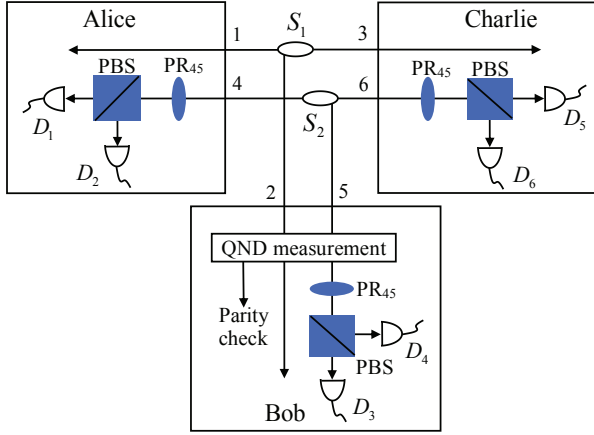 Alice
S1
Charlie
1
3
PBS
PR45
4
6
PR45
PBS
D1
D2
S2
D5
D6
2
5
QND measurement
PR45
Parity
check
D4
PBS
D3
Bob